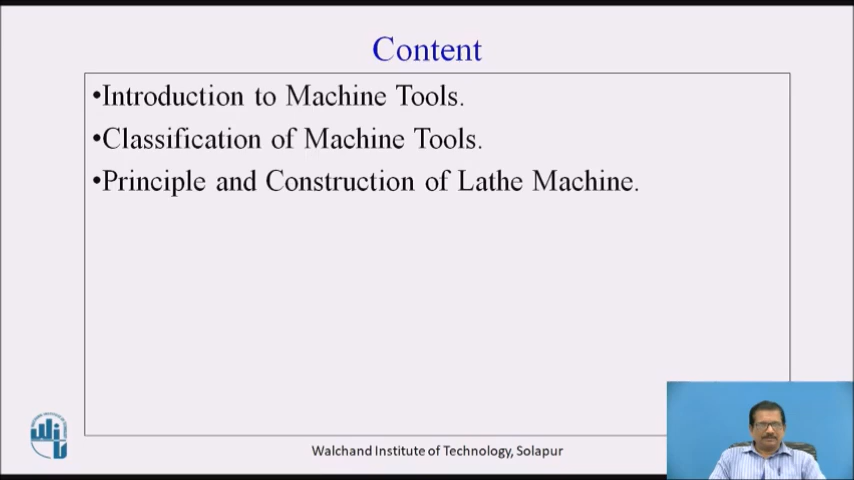 Content
•Introduction to Machine Tools.
•Classification of Machine Tools.
•Principle and Construction of Lathe Machine.
Walchand Institute of Technology, Solapur